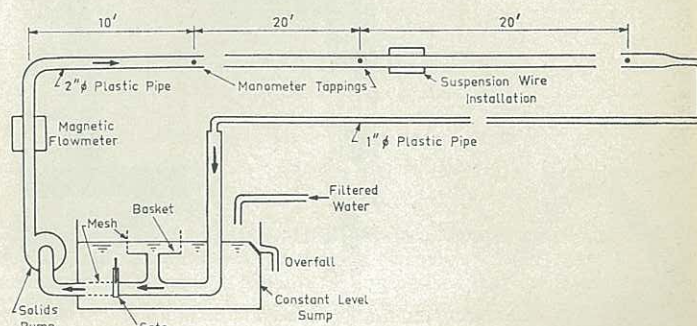 10'
20'
20'
2"φ Plastic Pipe
Manometer Tappings
Suspension Wire
Installation
Magnetic
Flowmeter
1"φ Plastic Pipe
Filtered
Water
Mesh
Basket
Overfall
Constant Level
Sump
Solids